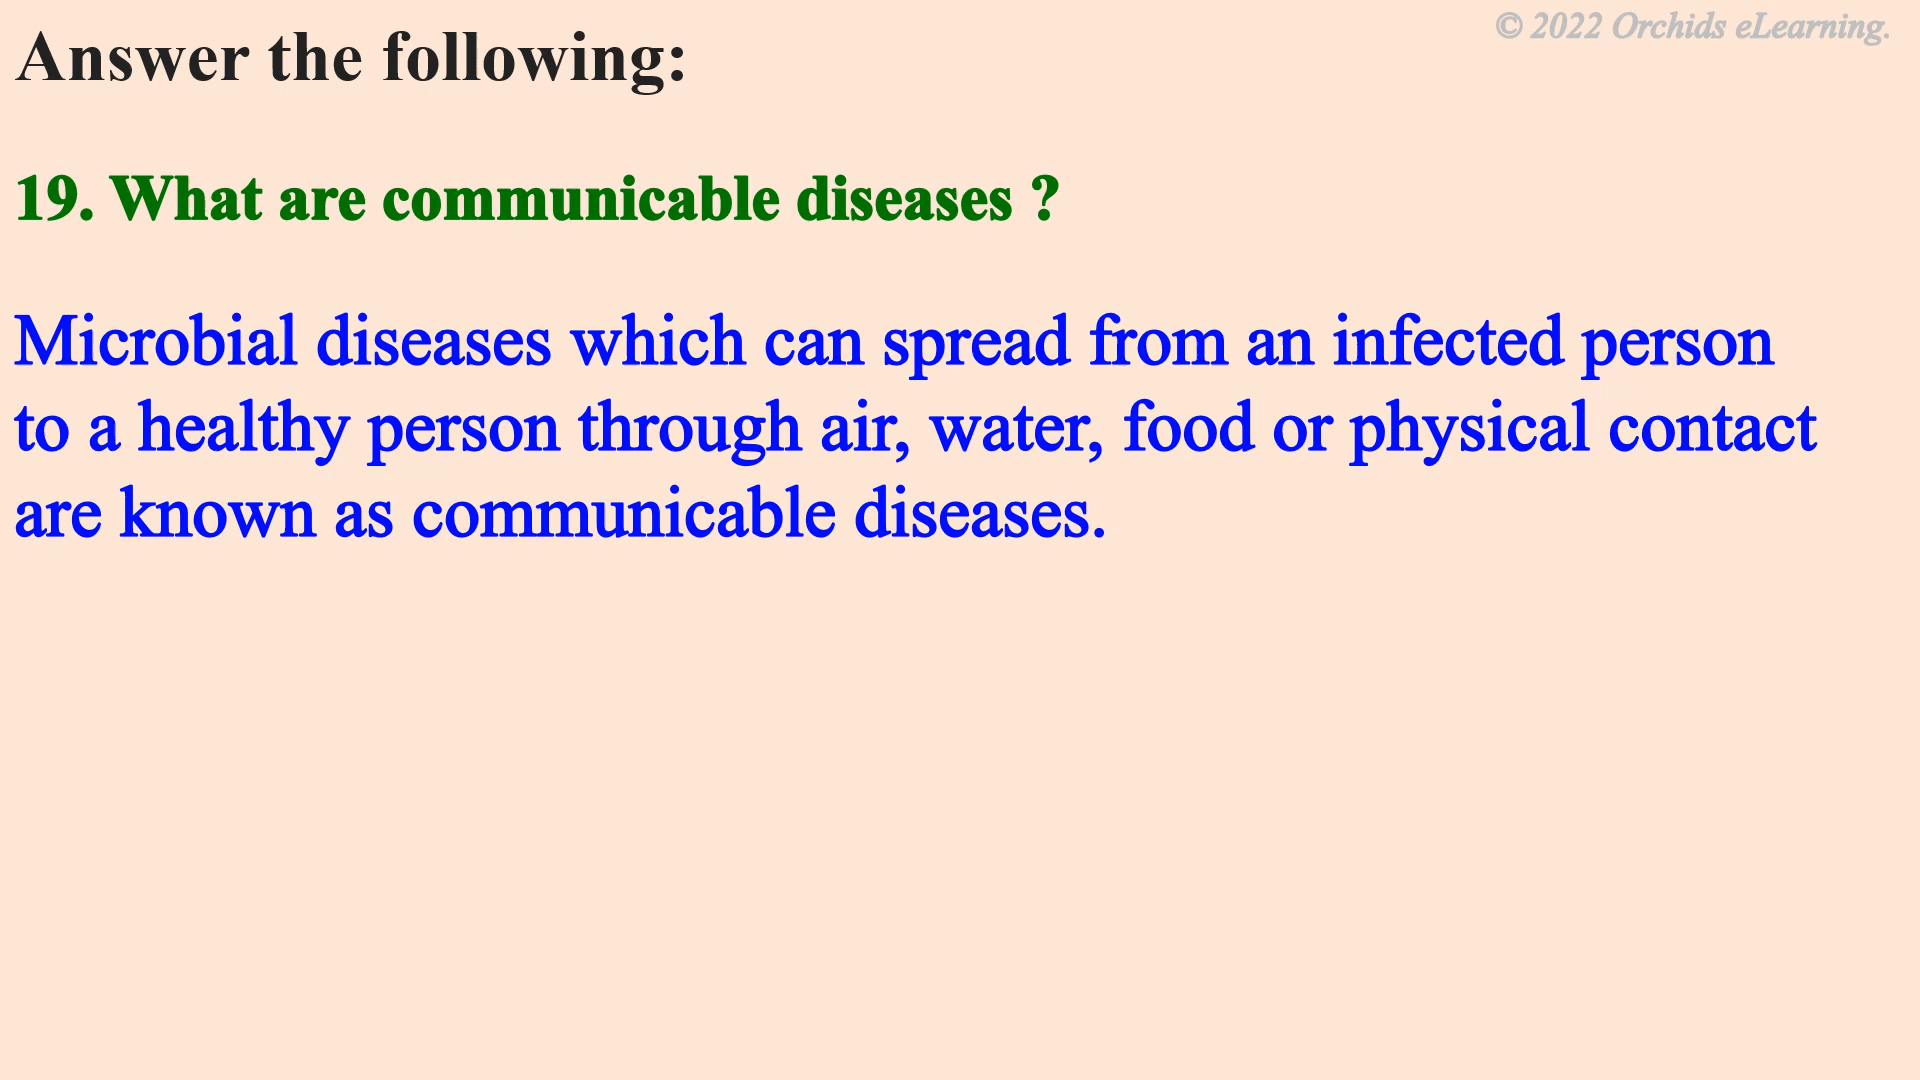 © 2022 Orchids eLearning.
Answer the following:
19. What are communicable diseases ?
Microbial diseases which can spread from an infected person
to a healthy person through air, water, food or physical contact
are known as communicable diseases.